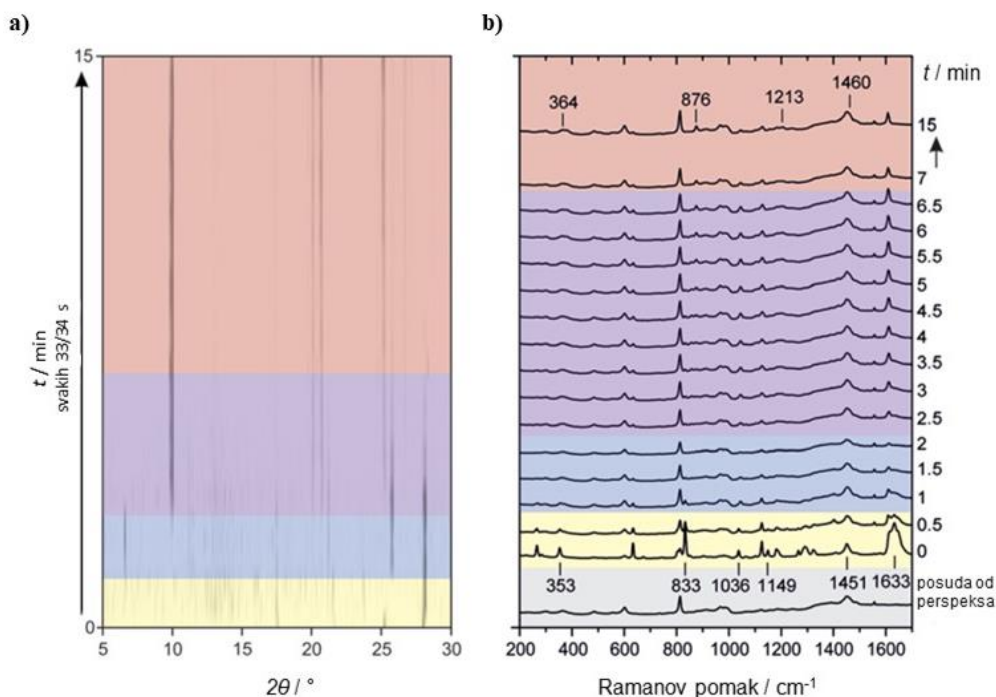 a)
15
t / min
svakih 33/34 s
0
5 10 15 20 25 30
2θ / °
b)
t / min
364 876 1213 1460
15
7
6.5
6
5.5
5
4.5
4
3.5
3
2.5
2
1.5
1
0.5
0
353 833 1036 1149 1451 1633
posuda od
perspeksa
200 400 600 800 1000 1200 1400 1600
Ramanov pomak / cm⁻¹